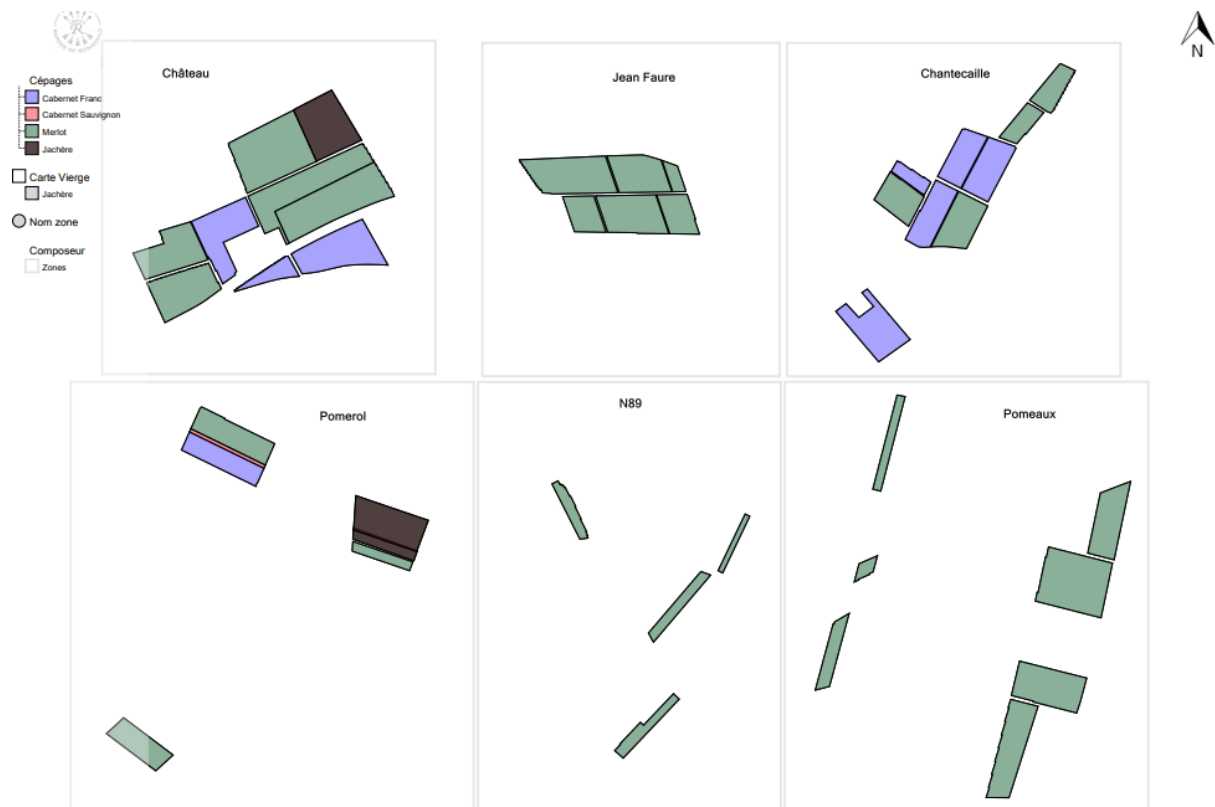 Château
Jean Faure
Chantecaille
N
Cépages
Cabernet Franc
Cabernet Sauvignon
Merlot
Jachère
Carte Vierge
Jachère
Nom zone
Composeur
Zones
Pomerol
N89
Pomeaux